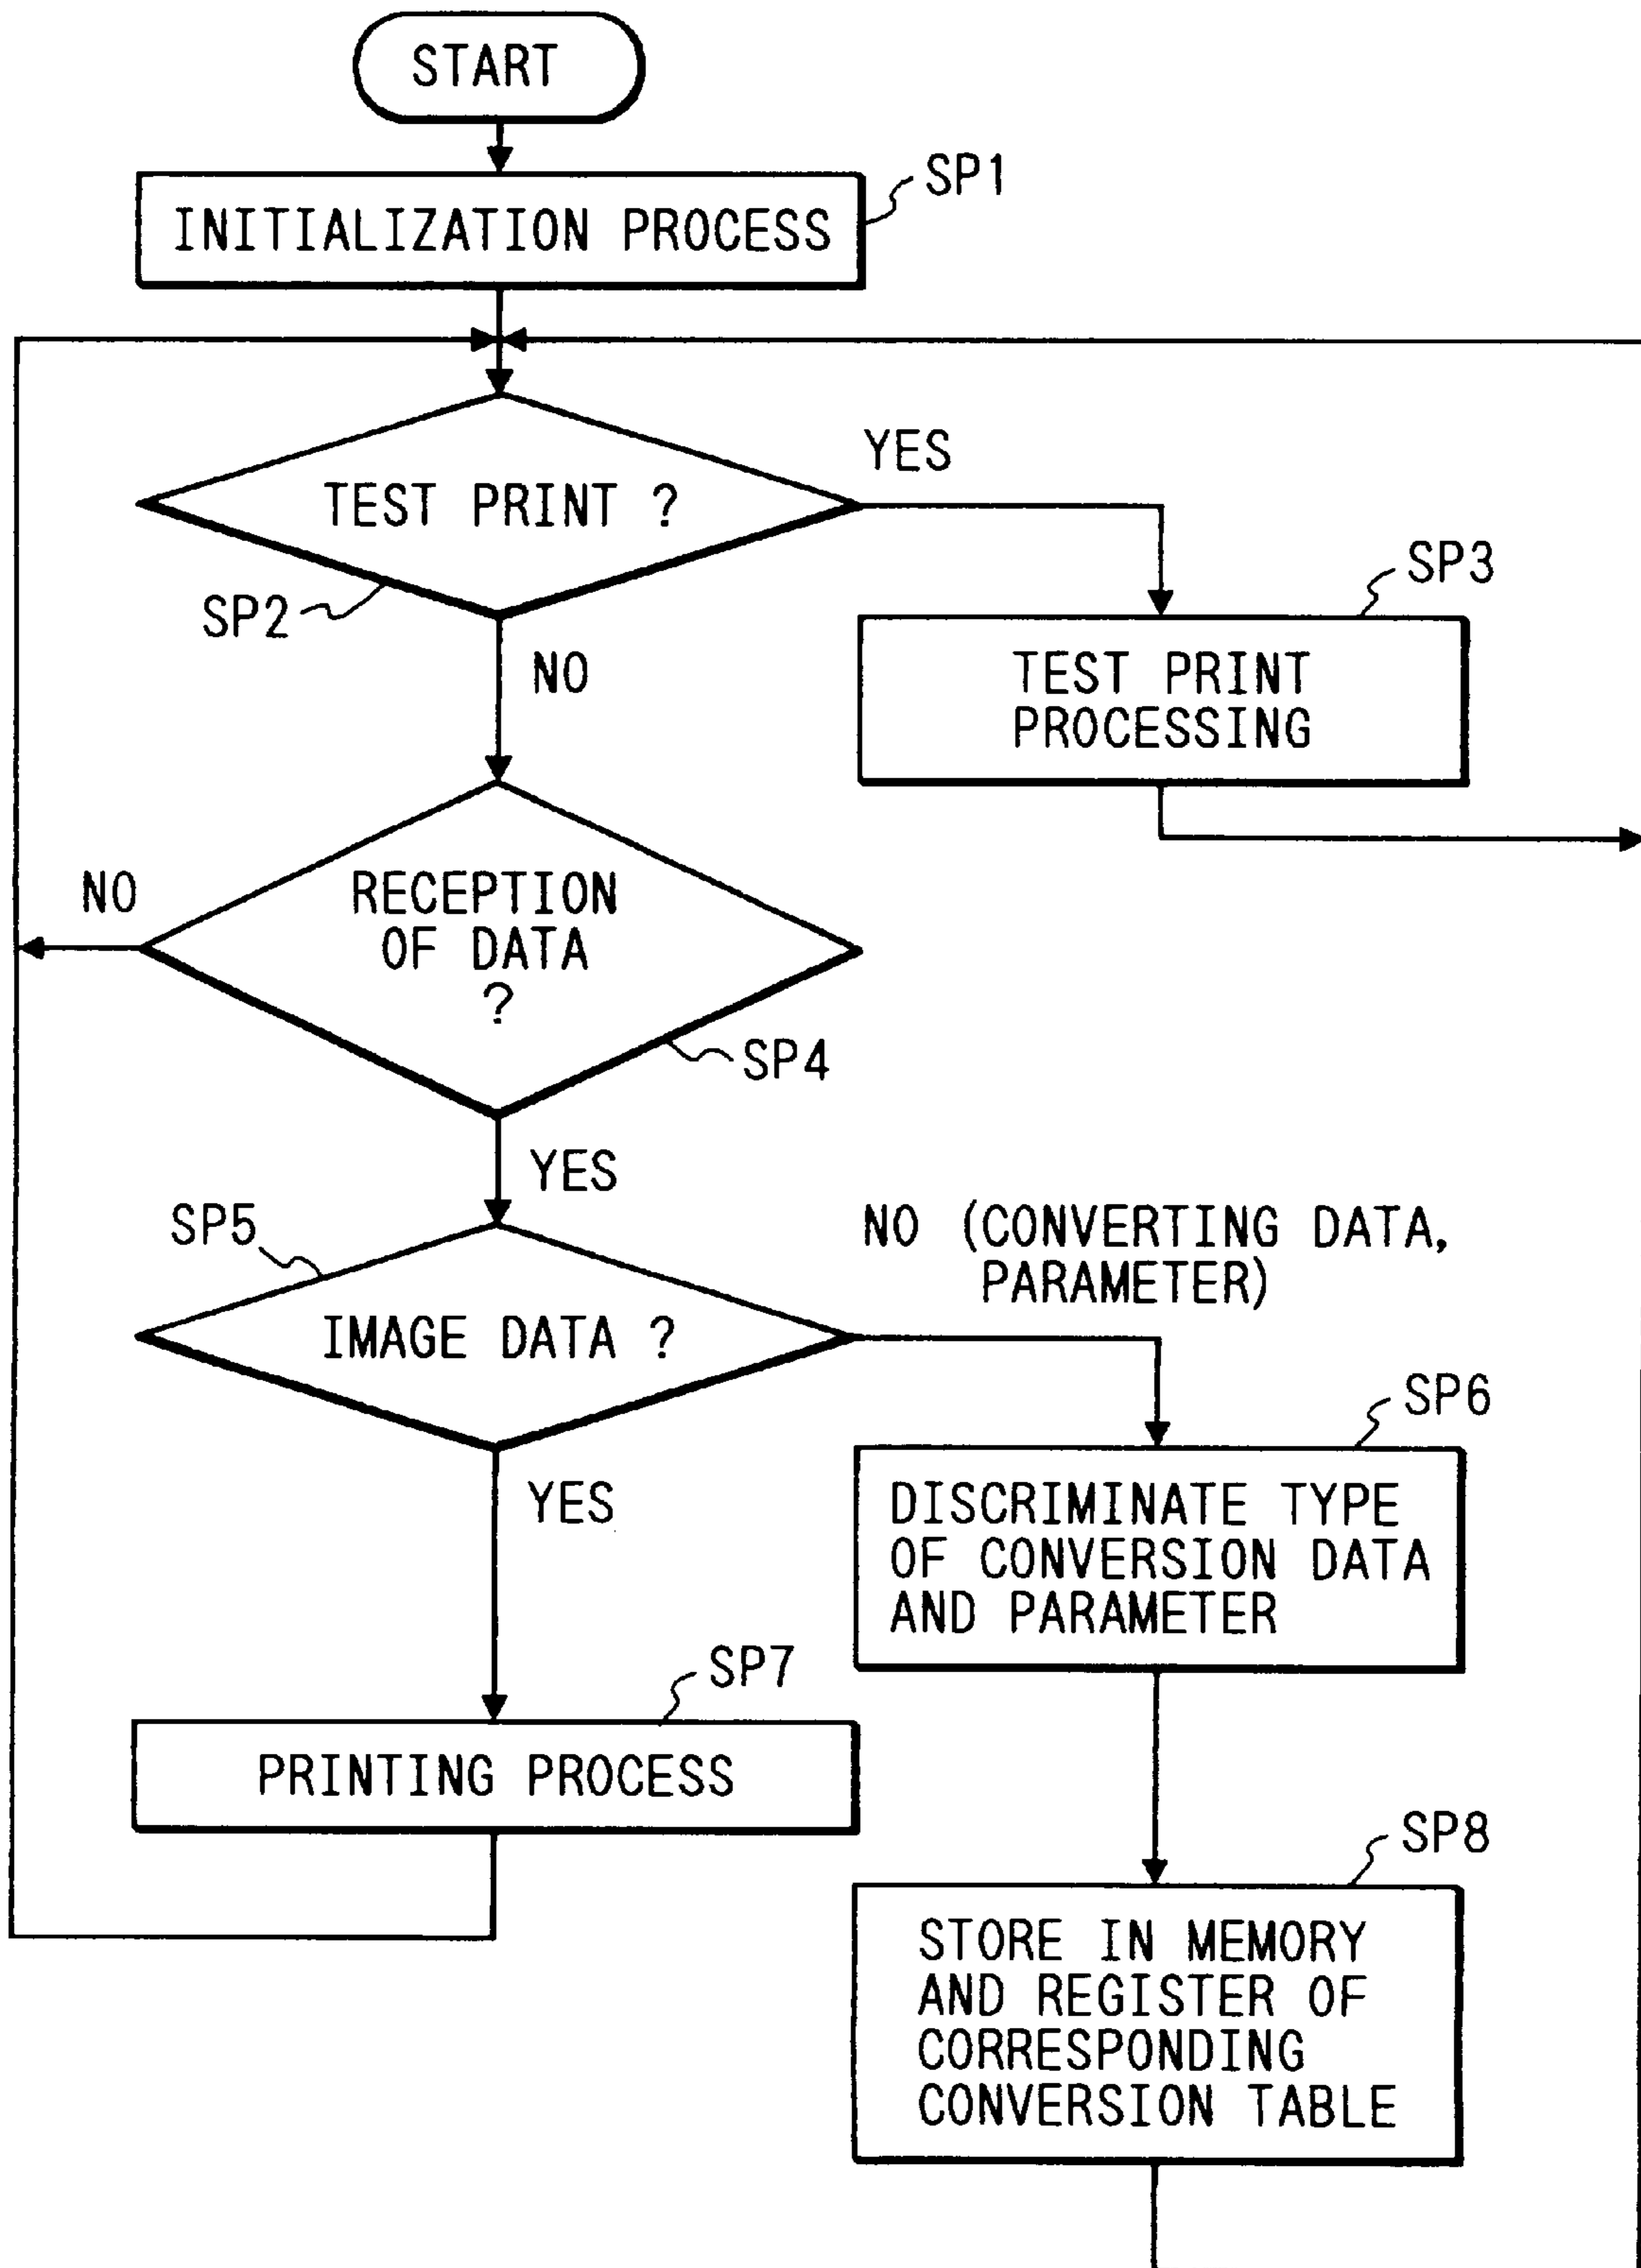 START
SP1
INITIALIZATION PROCESS
YES
TEST PRINT ?
SP2
NO
SP3
TEST PRINT
PROCESSING
NO
RECEPTION
OF DATA
?
SP4
YES
SP5
NO (CONVERTING DATA,
PARAMETER)
IMAGE DATA ?
SP6
YES
DISCRIMINATE TYPE
OF CONVERSION DATA
AND PARAMETER
SP7
PRINTING PROCESS
SP8
STORE IN MEMORY
AND REGISTER OF
CORRESPONDING
CONVERSION TABLE